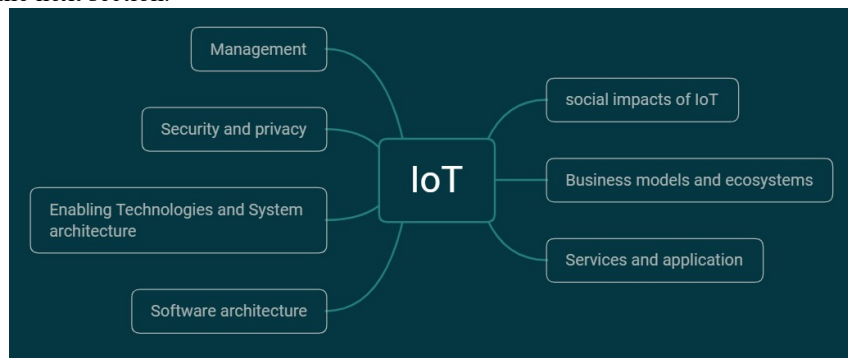 Management
Security and privacy
Enabling Technologies and System
architecture
Software architecture
IoT
social impacts of IoT
Business models and ecosystems
Services and application